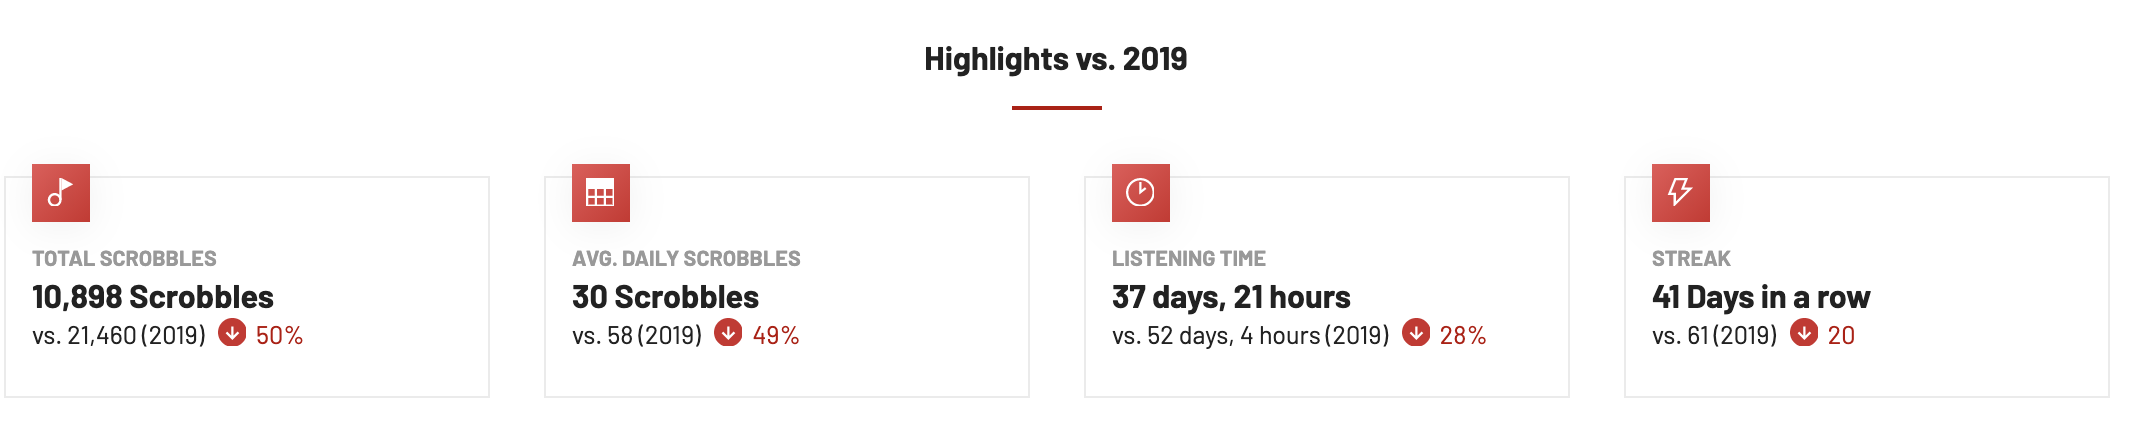 Highlights vs. 2019
TOTAL SCROBBLES
10,898 Scrobbles
vs. 21,460 (2019) 50%
AVG. DAILY SCROBBLES
30 Scrobbles
vs. 58 (2019) 49%
LISTENING TIME
37 days, 21 hours
vs. 52 days, 4 hours (2019) 28%
STREAK
41 Days in a row
vs. 61 (2019) 20